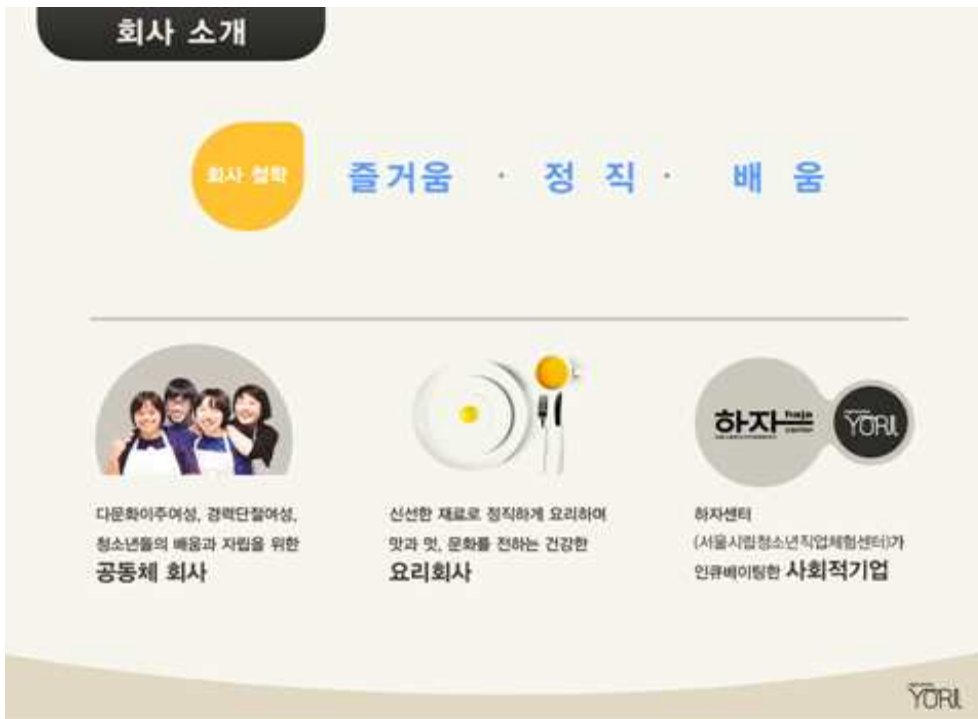 회사 소개
회사 철학
즐거움 · 정 직 · 배 움
다문화이주여성, 경력단절여성,
청소년들의 배움과 자립을 위한
공동체 회사
신선한 재료로 정직하게 요리하며
맛과 멋, 문화를 전하는 건강한
요리회사
하자 haja center
YORI
하자센터
(서울시립청소년직업체험센터)가
인큐베이팅한 사회적기업
YORI